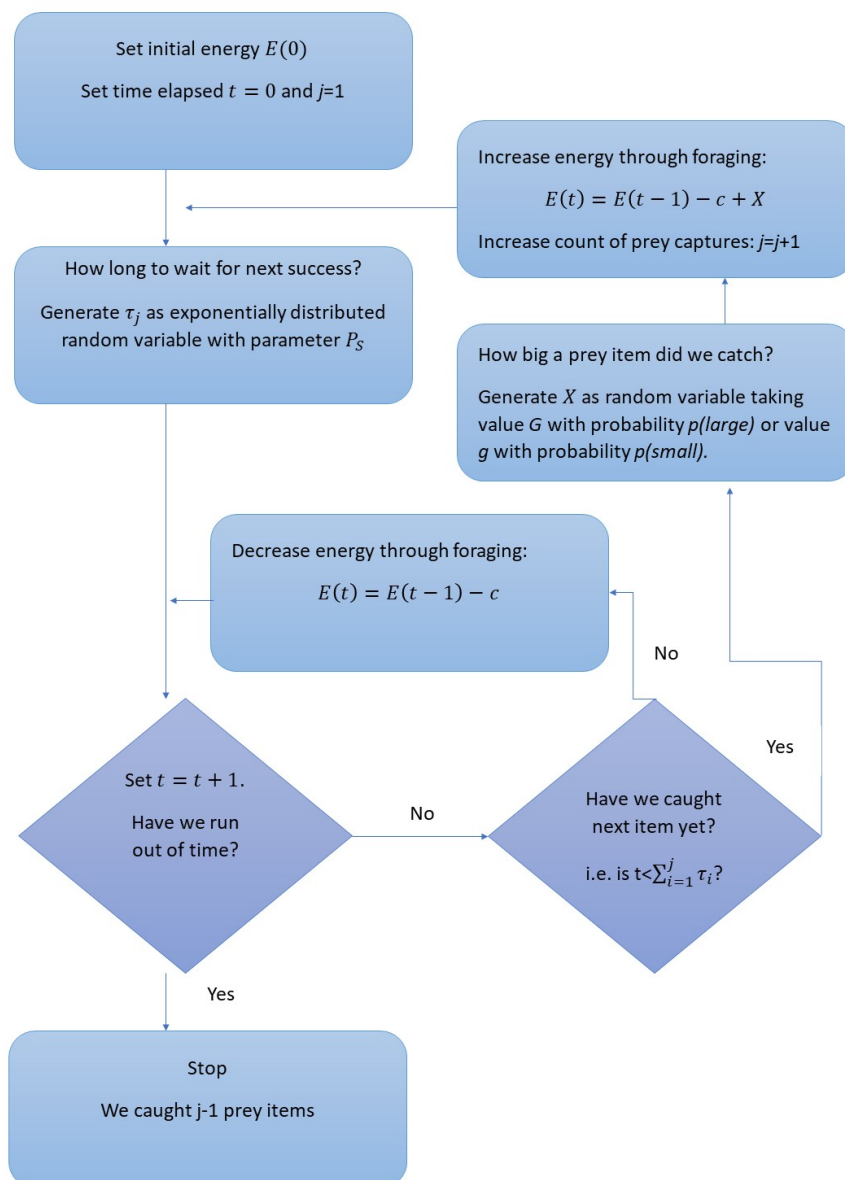 Set initial energy E(0)
Set time elapsed t = 0 and j=1
Increase energy through foraging:
E(t) = E(t − 1) − c + X
Increase count of prey captures: j=j+1
How long to wait for next success?
Generate τ_j as exponentially distributed
random variable with parameter P_S
How big a prey item did we catch?
Generate X as random variable taking
value G with probability p(large) or value
g with probability p(small).
Decrease energy through foraging:
E(t) = E(t − 1) − c
No
Yes
Set t = t + 1.
Have we run
out of time?
No
Have we caught
next item yet?
i.e. is t<∑_{i=1}^{j} τ_i?
Yes
Stop
We caught j-1 prey items